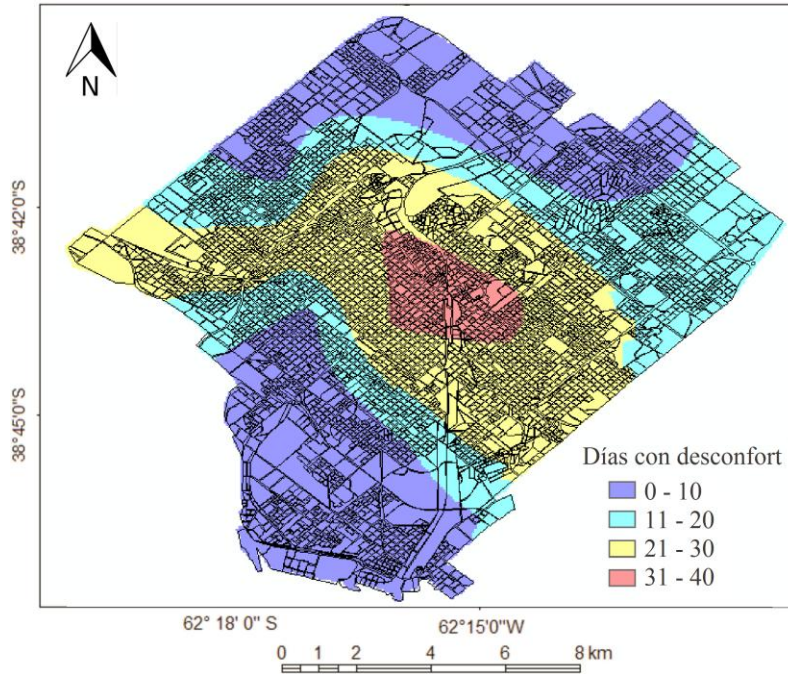 N
38°42'0"S
38°45'0"S
Días con desconfort
0 - 10
11 - 20
21 - 30
31 - 40
62° 18' 0" S
62°15'0"W
0 1 2 4 6 8 km